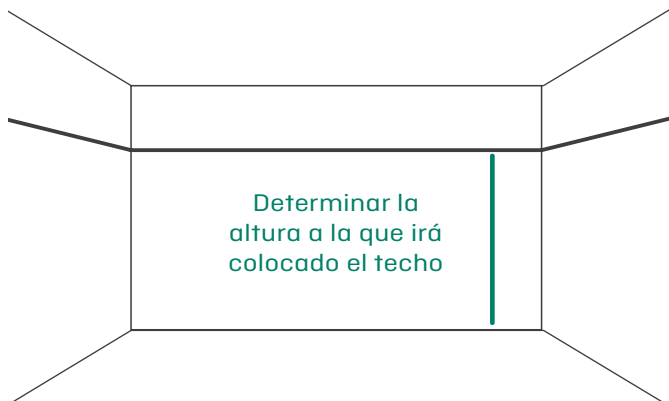 Determinar la
altura a la que irá
colocado el techo